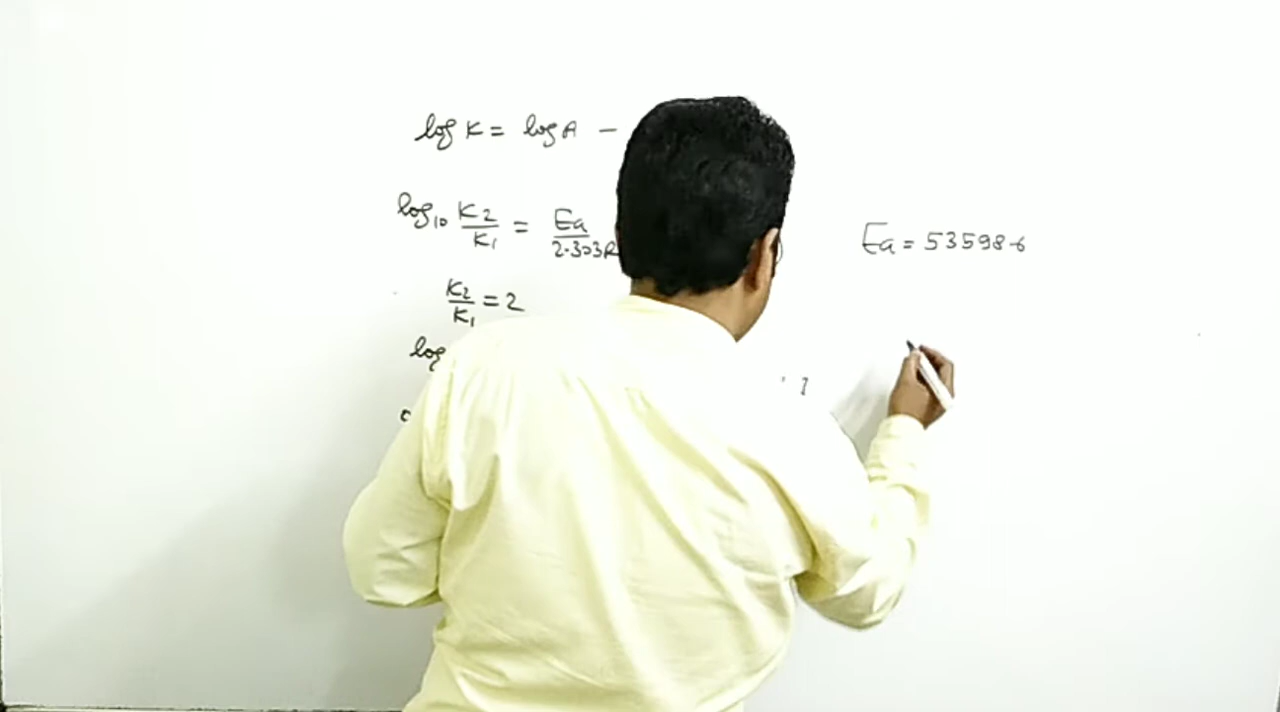 log K = log A −
log10 K2/K1 = Ea/2.303R
K2/K1 = 2
log
Ea = 53598.6